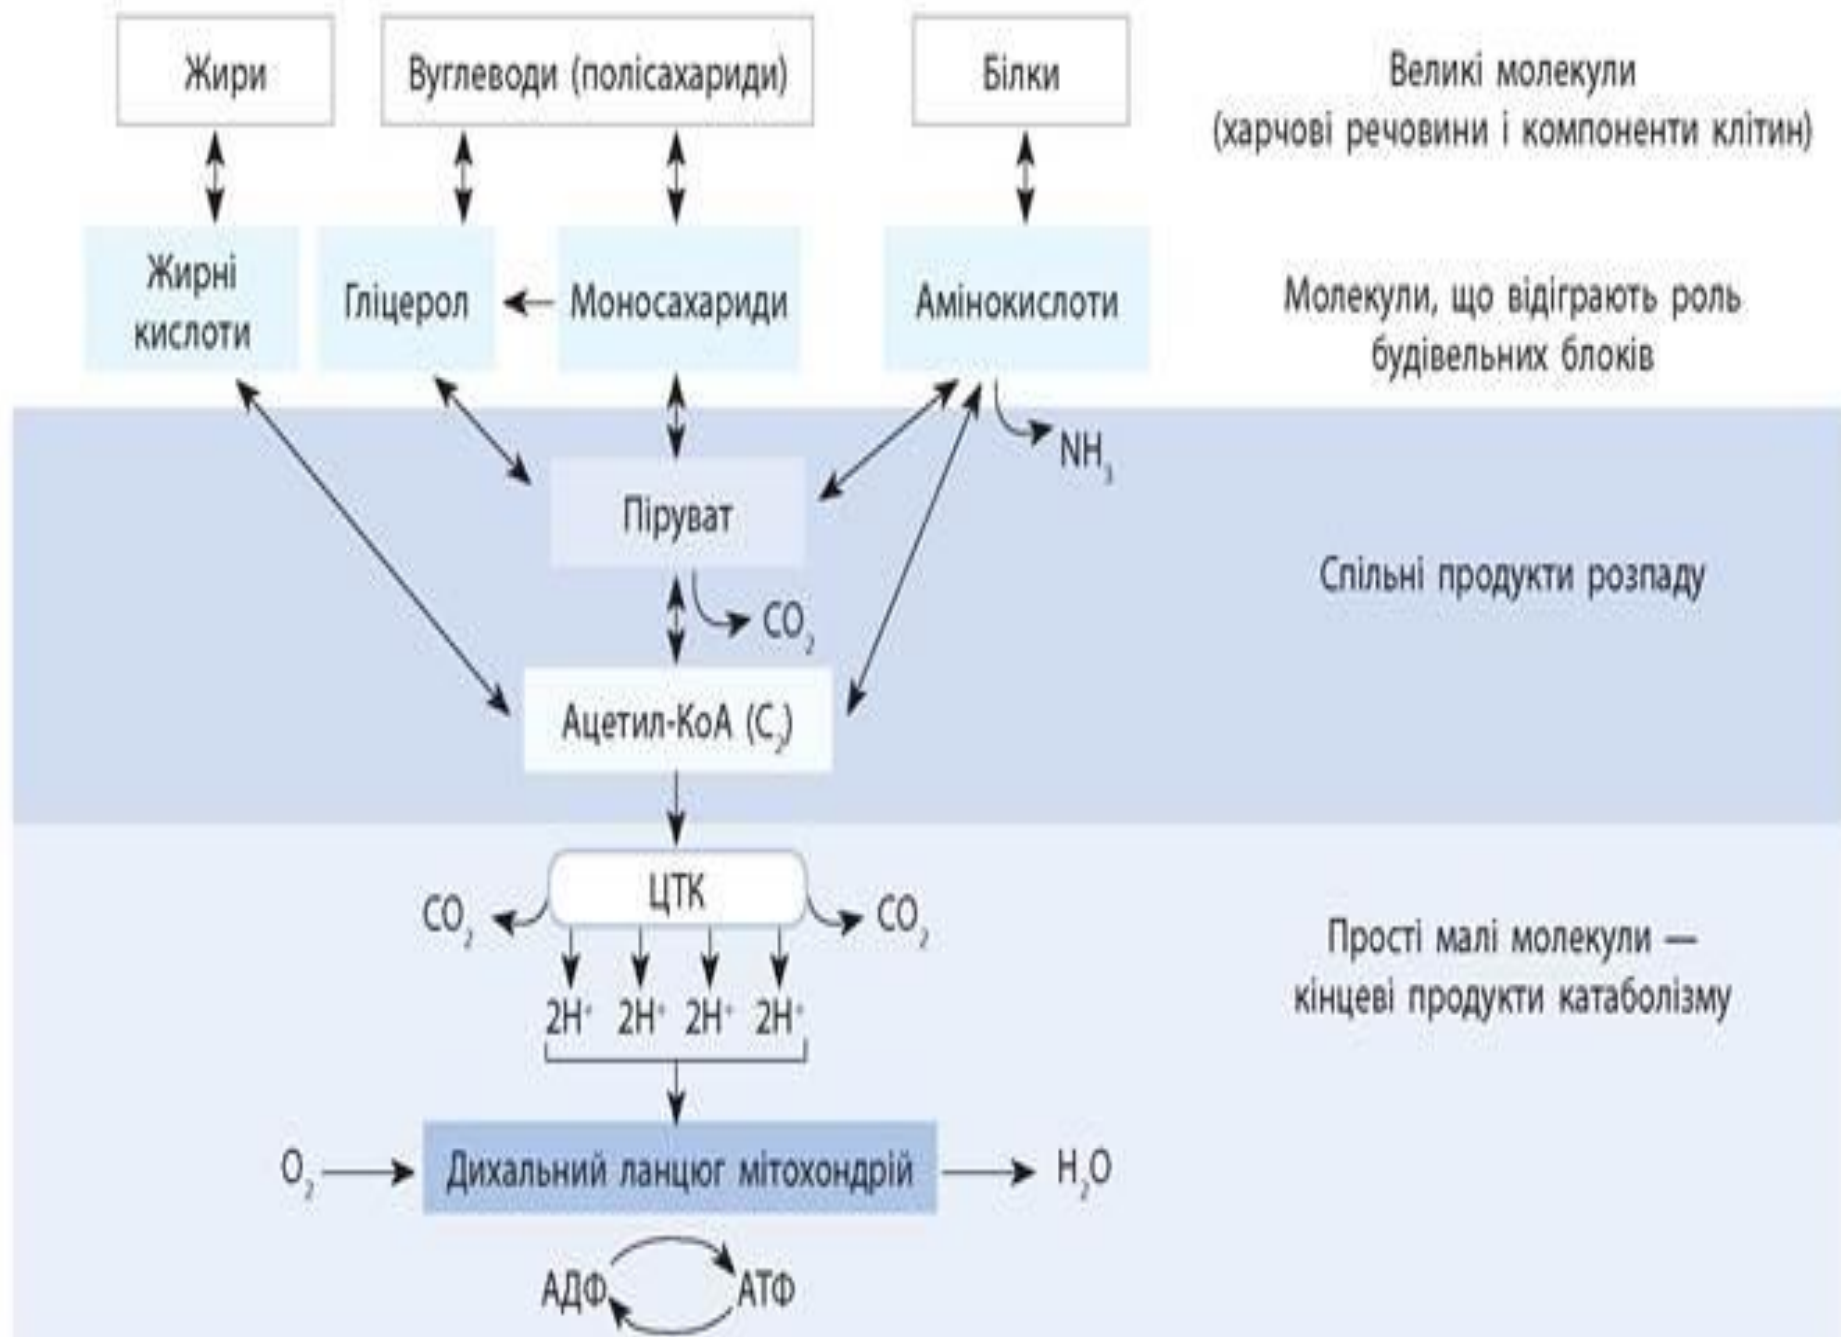 Жири
Вуглеводи (полісахариди)
Білки
Великі молекули
(харчові речовини і компоненти клітин)
Жирні
кислоти
Гліцерол
Моносахариди
Амінокислоти
Молекули, що відіграють роль
будівельних блоків
NH₃
Піруват
Спільні продукти розпаду
CO₂
Ацетил-КоА (C₂)
ЦТК
CO₂
CO₂
Прості малі молекули —
кінцеві продукти катаболізму
2H⁺ 2H⁺ 2H⁺ 2H⁺
O₂
Дихальний ланцюг мітохондрій
H₂O
АДФ
АТФ